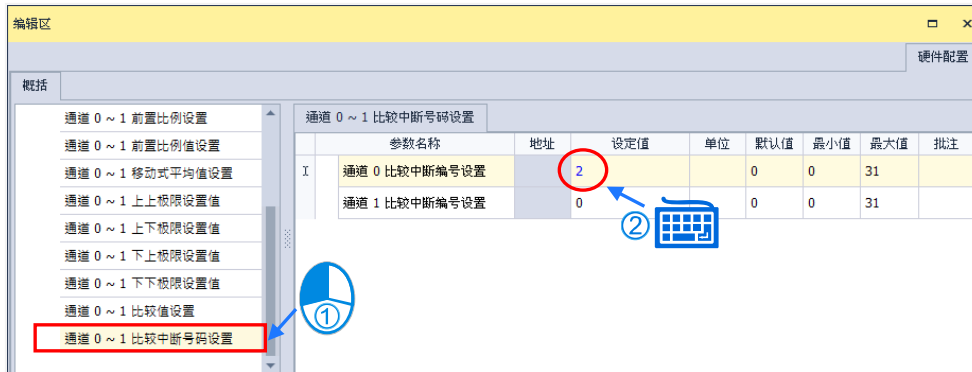 编辑区
硬件配置
概括
通道 0 ~ 1 前置比例设置
通道 0 ~ 1 前置比例值设置
通道 0 ~ 1 移动式平均值设置
通道 0 ~ 1 上上极限设置值
通道 0 ~ 1 上下极限设置值
通道 0 ~ 1 下上极限设置值
通道 0 ~ 1 下下极限设置值
通道 0 ~ 1 比较值设置
通道 0 ~ 1 比较中断号码设置
①
通道 0 ~ 1 比较中断号码设置
参数名称 地址 设定值 单位 默认值 最小值 最大值 批注
通道 0 比较中断编号设置 2 0 0 31
通道 1 比较中断编号设置 0 0 0 31
②